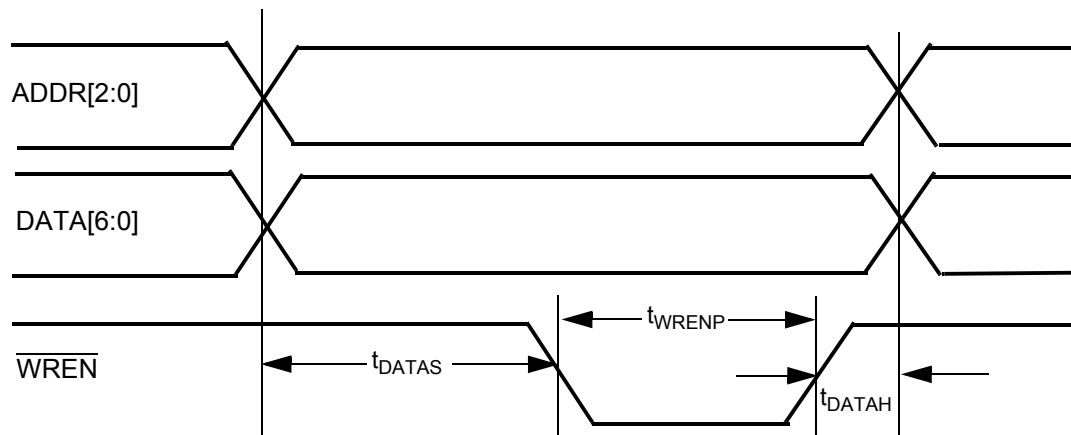 ADDR[2:0]
DATA[6:0]
tWRENP
WREN
tDATAS
tDATAH